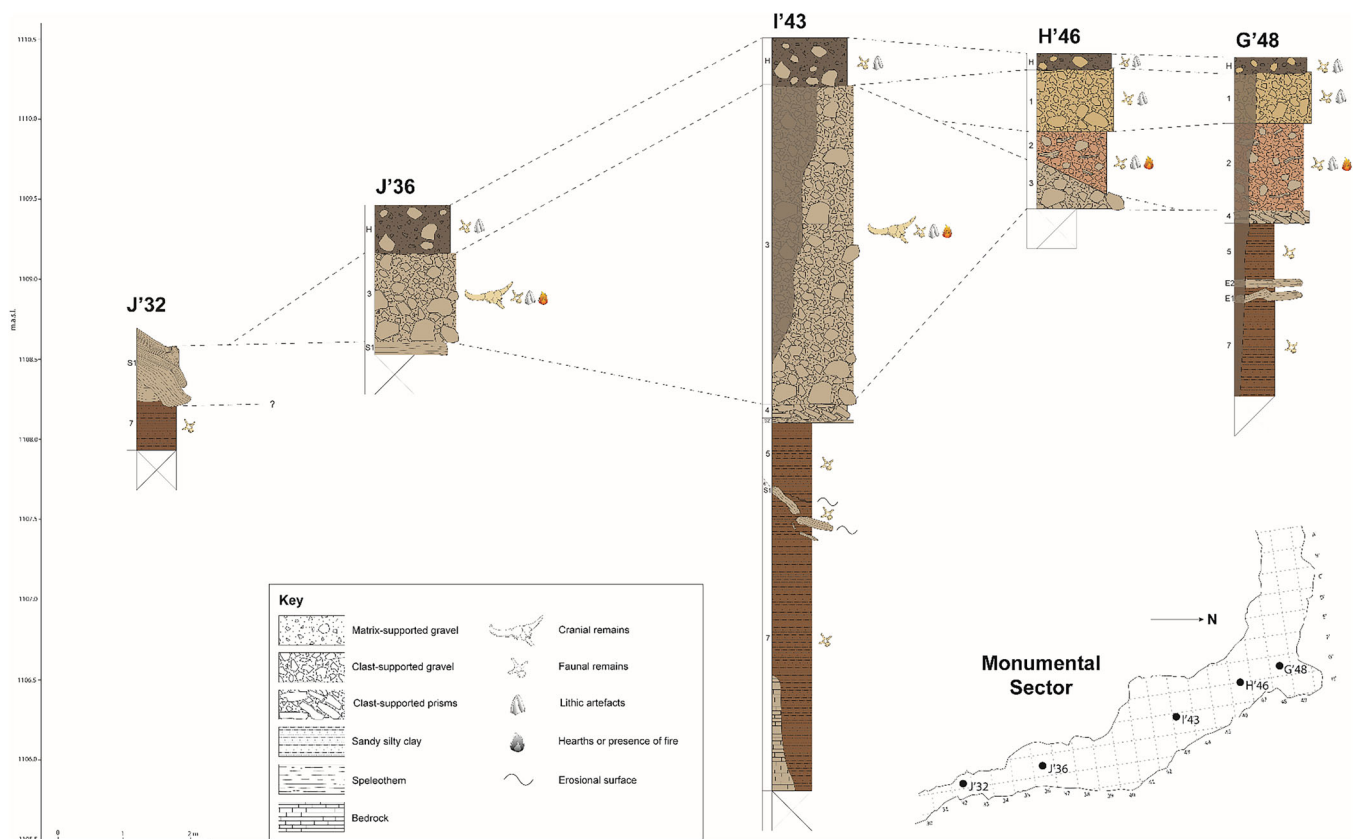 I'43
H'46
G'48
J'36
J'32
1110.5
1110.0
1109.5
1109.0
1108.5
1108.0
1107.5
1107.0
1106.5
1106.0
m.a.s.l.
S1
7
H
3
S1
H
3
4
5
S1
7
H
1
2
3
H
1
2
4
5
E2
E1
7
?
Key
Matrix-supported gravel
Clast-supported gravel
Clast-supported prisms
Sandy silty clay
Speleothem
Bedrock
Cranial remains
Faunal remains
Lithic artefacts
Hearths or presence of fire
Erosional surface
0 1 2 m
N
Monumental
Sector
G'48
H'46
I'43
J'36
J'32